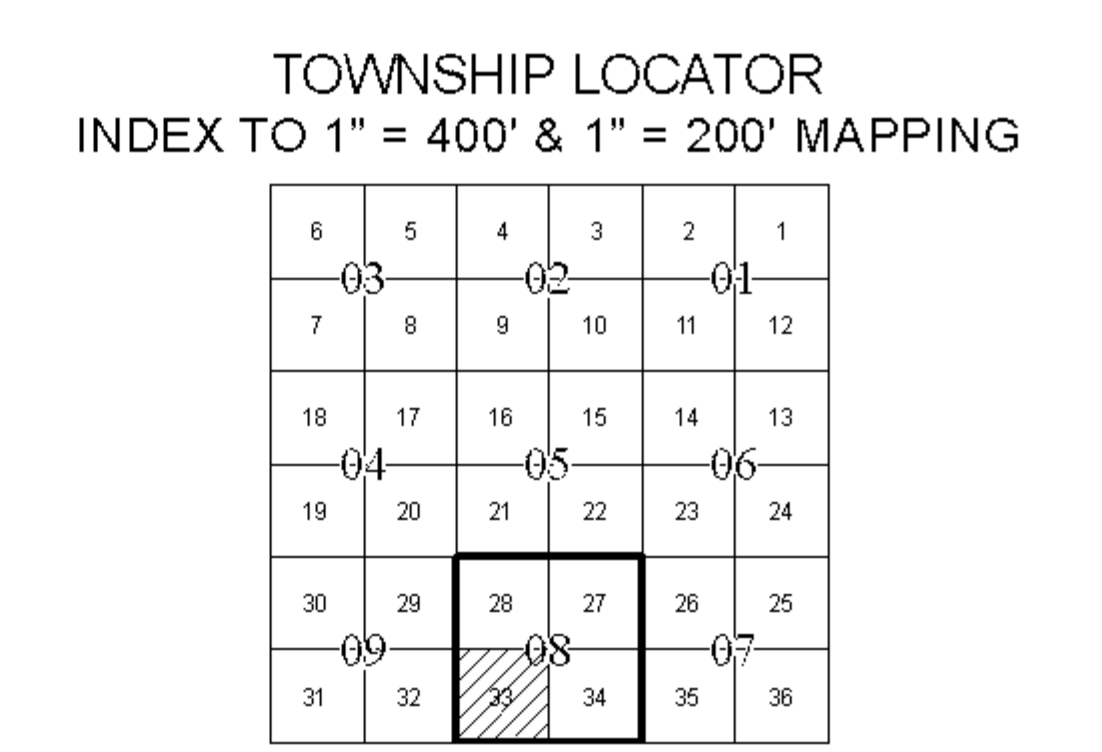 TOWNSHIP LOCATOR
INDEX TO 1" = 400' & 1" = 200' MAPPING
6 5 4 3 2 1
03 02 01
7 8 9 10 11 12
18 17 16 15 14 13
04 05 06
19 20 21 22 23 24
30 29 28 27 26 25
09 08 07
31 32 33 34 35 36